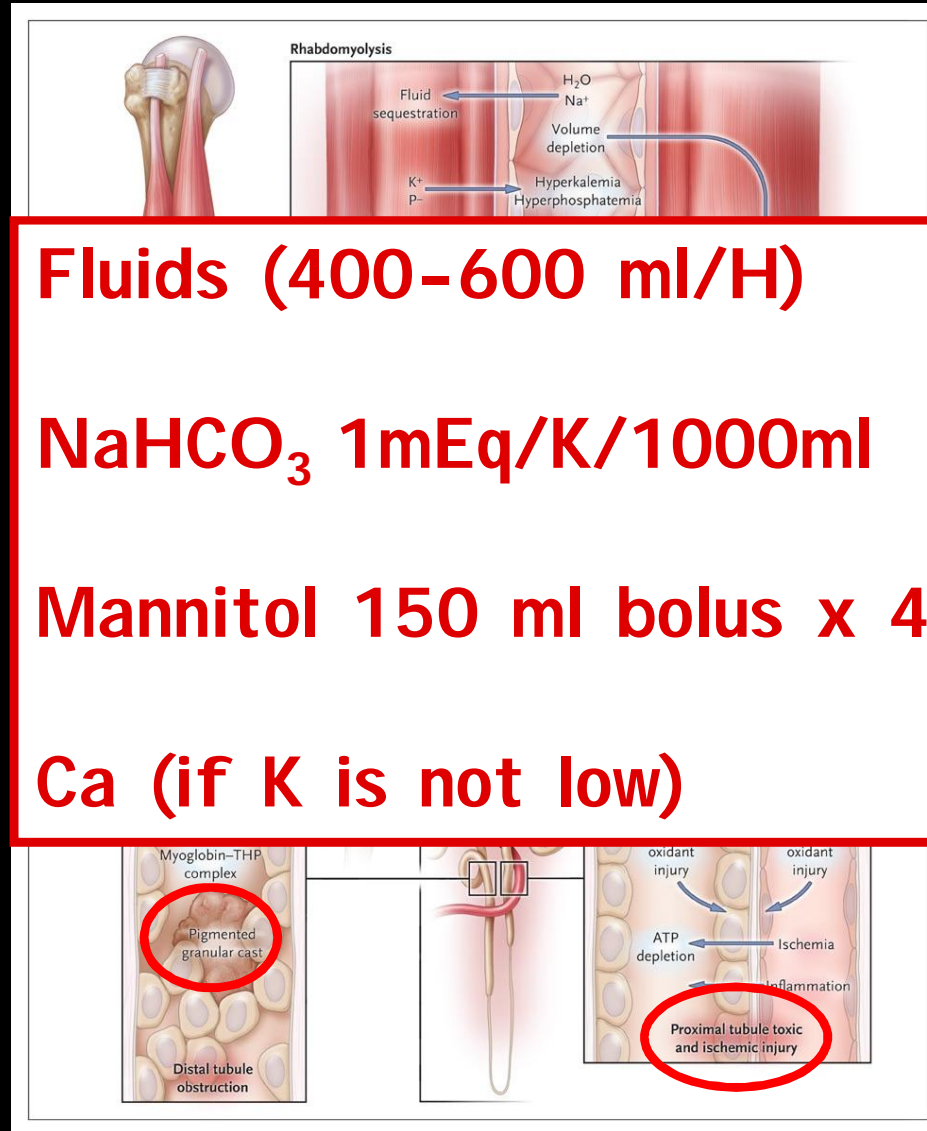 Rhabdomyolysis
Fluid
sequestration
H₂O
Na⁺
Volume
depletion
K⁺
P⁻
Hyperkalemia
Hyperphosphatemia
Fluids (400-600 ml/H)
NaHCO₃ 1mEq/K/1000ml
Mannitol 150 ml bolus x 4
Ca (if K is not low)
Myoglobin–THP
complex
Pigmented
granular cast
Distal tubule
obstruction
oxidant
injury
oxidant
injury
ATP
depletion
Ischemia
Inflammation
Proximal tubule toxic
and ischemic injury